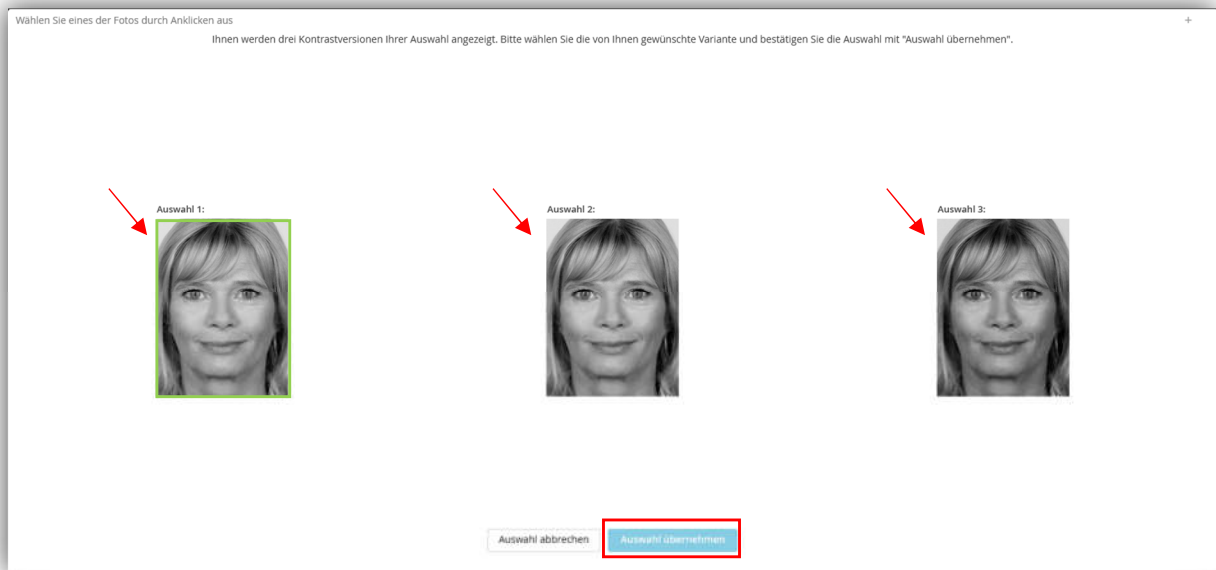 Wählen Sie eines der Fotos durch Anklicken aus
Ihnen werden drei Kontrastversionen Ihrer Auswahl angezeigt. Bitte wählen Sie die von Ihnen gewünschte Variante und bestätigen Sie die Auswahl mit "Auswahl übernehmen".
Auswahl 1:
Auswahl 2:
Auswahl 3:
Auswahl abbrechen
Auswahl übernehmen